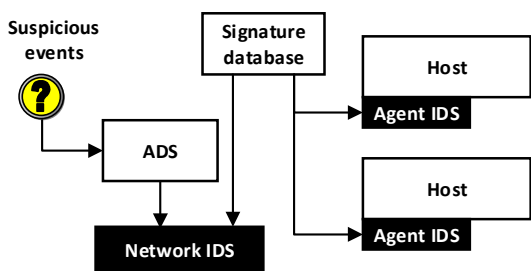 Suspicious
events
?
Signature
database
Host
Agent IDS
ADS
Host
Agent IDS
Network IDS